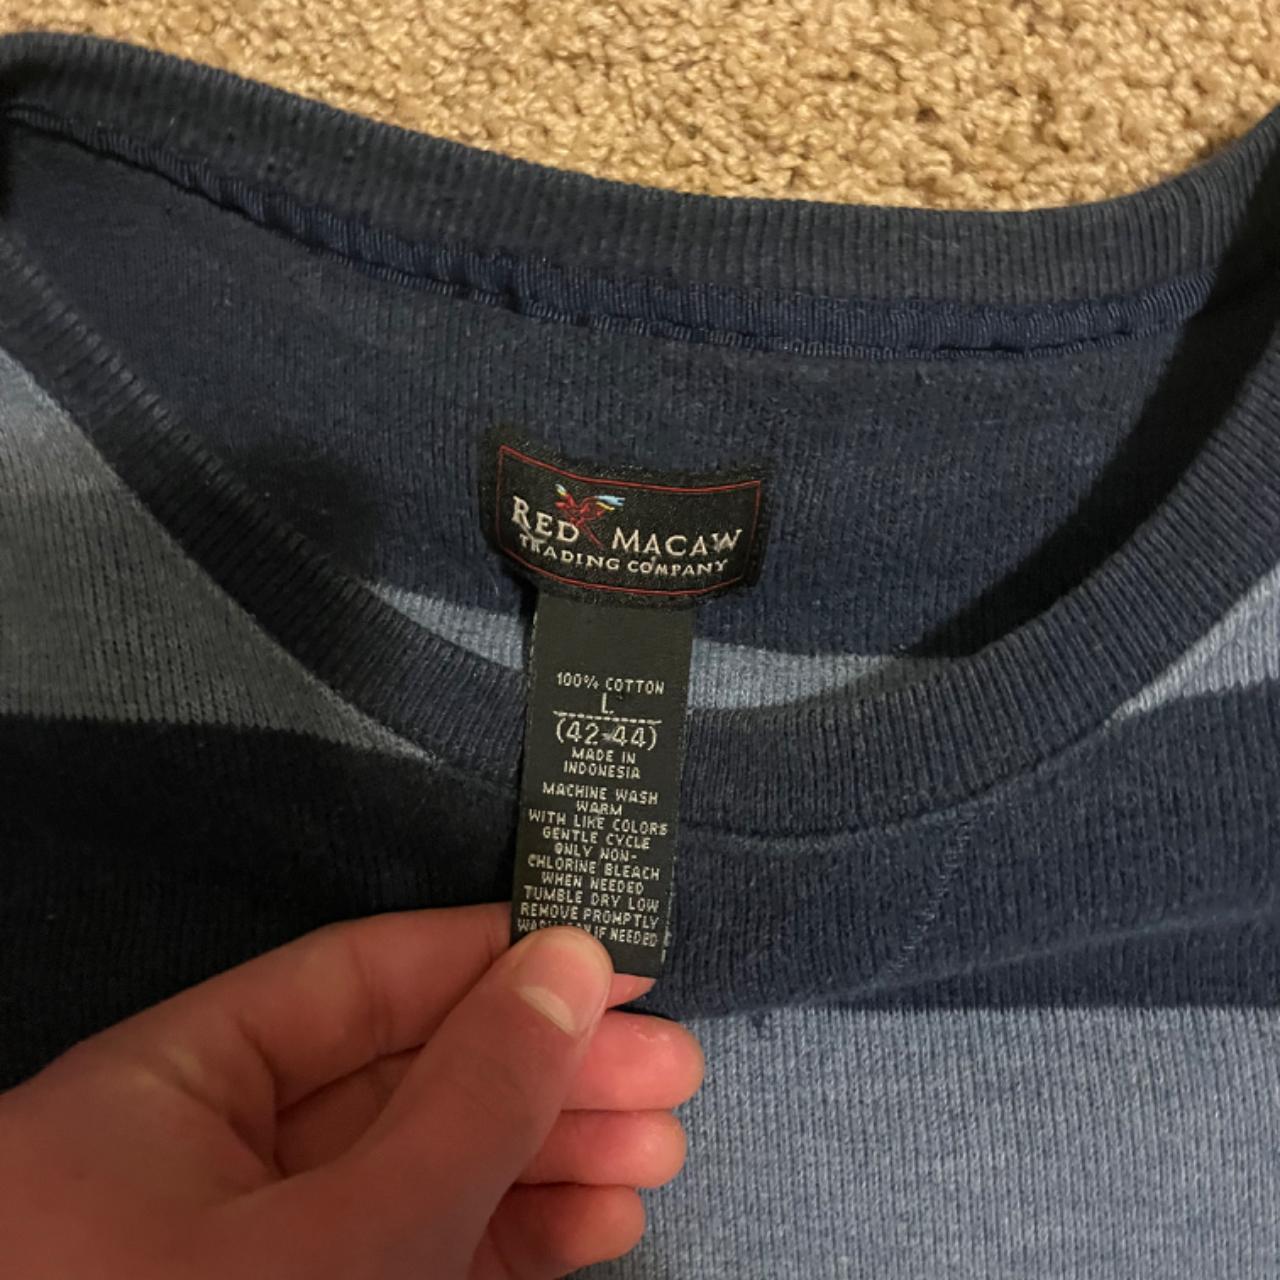 RED MACAW
TRADING COMPANY
100% COTTON
L
(42-44)
MADE IN
INDONESIA
MACHINE WASH
WARM
WITH LIKE COLORS
GENTLE CYCLE
ONLY NON-
CHLORINE BLEACH
WHEN NEEDED
TUMBLE DRY LOW
REMOVE PROMPTLY
IF NEEDED